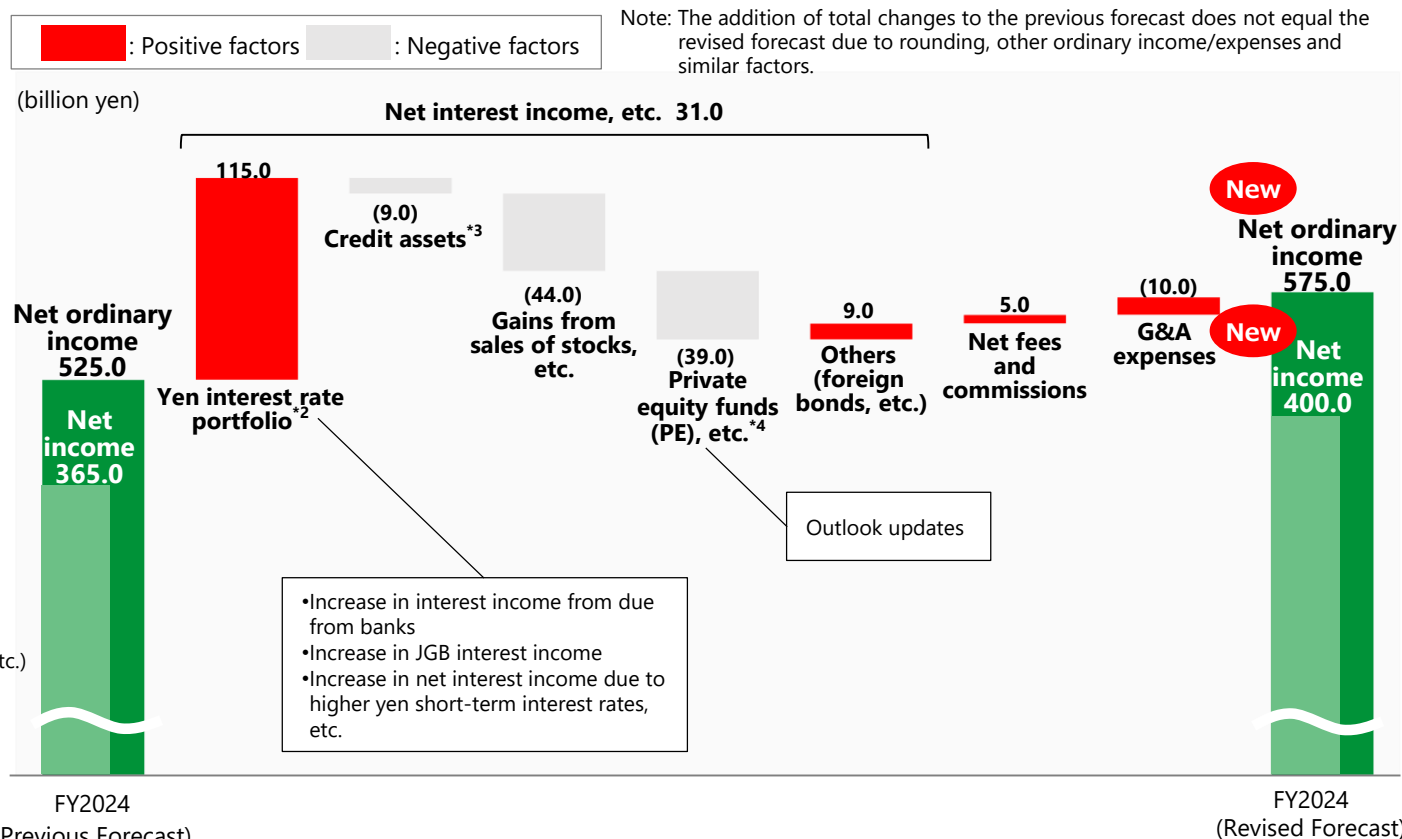 : Positive factors
: Negative factors
Note: The addition of total changes to the previous forecast does not equal the
revised forecast due to rounding, other ordinary income/expenses and
similar factors.
(billion yen)
Net interest income, etc. 31.0
Net ordinary
income
525.0
Net
income
365.0
115.0
Yen interest rate
portfolio*2
(9.0)
Credit assets*3
(44.0)
Gains from
sales of stocks,
etc.
(39.0)
Private
equity funds
(PE), etc.*4
9.0
Others
(foreign
bonds, etc.)
5.0
Net fees
and
commissions
(10.0)
G&A
expenses
New
Net ordinary
income
575.0
New
Net
income
400.0
Outlook updates
•Increase in interest income from due
from banks
•Increase in JGB interest income
•Increase in net interest income due to
higher yen short-term interest rates,
etc.
tc.)
FY2024
Previous Forecast)
FY2024
(Revised Forecast)